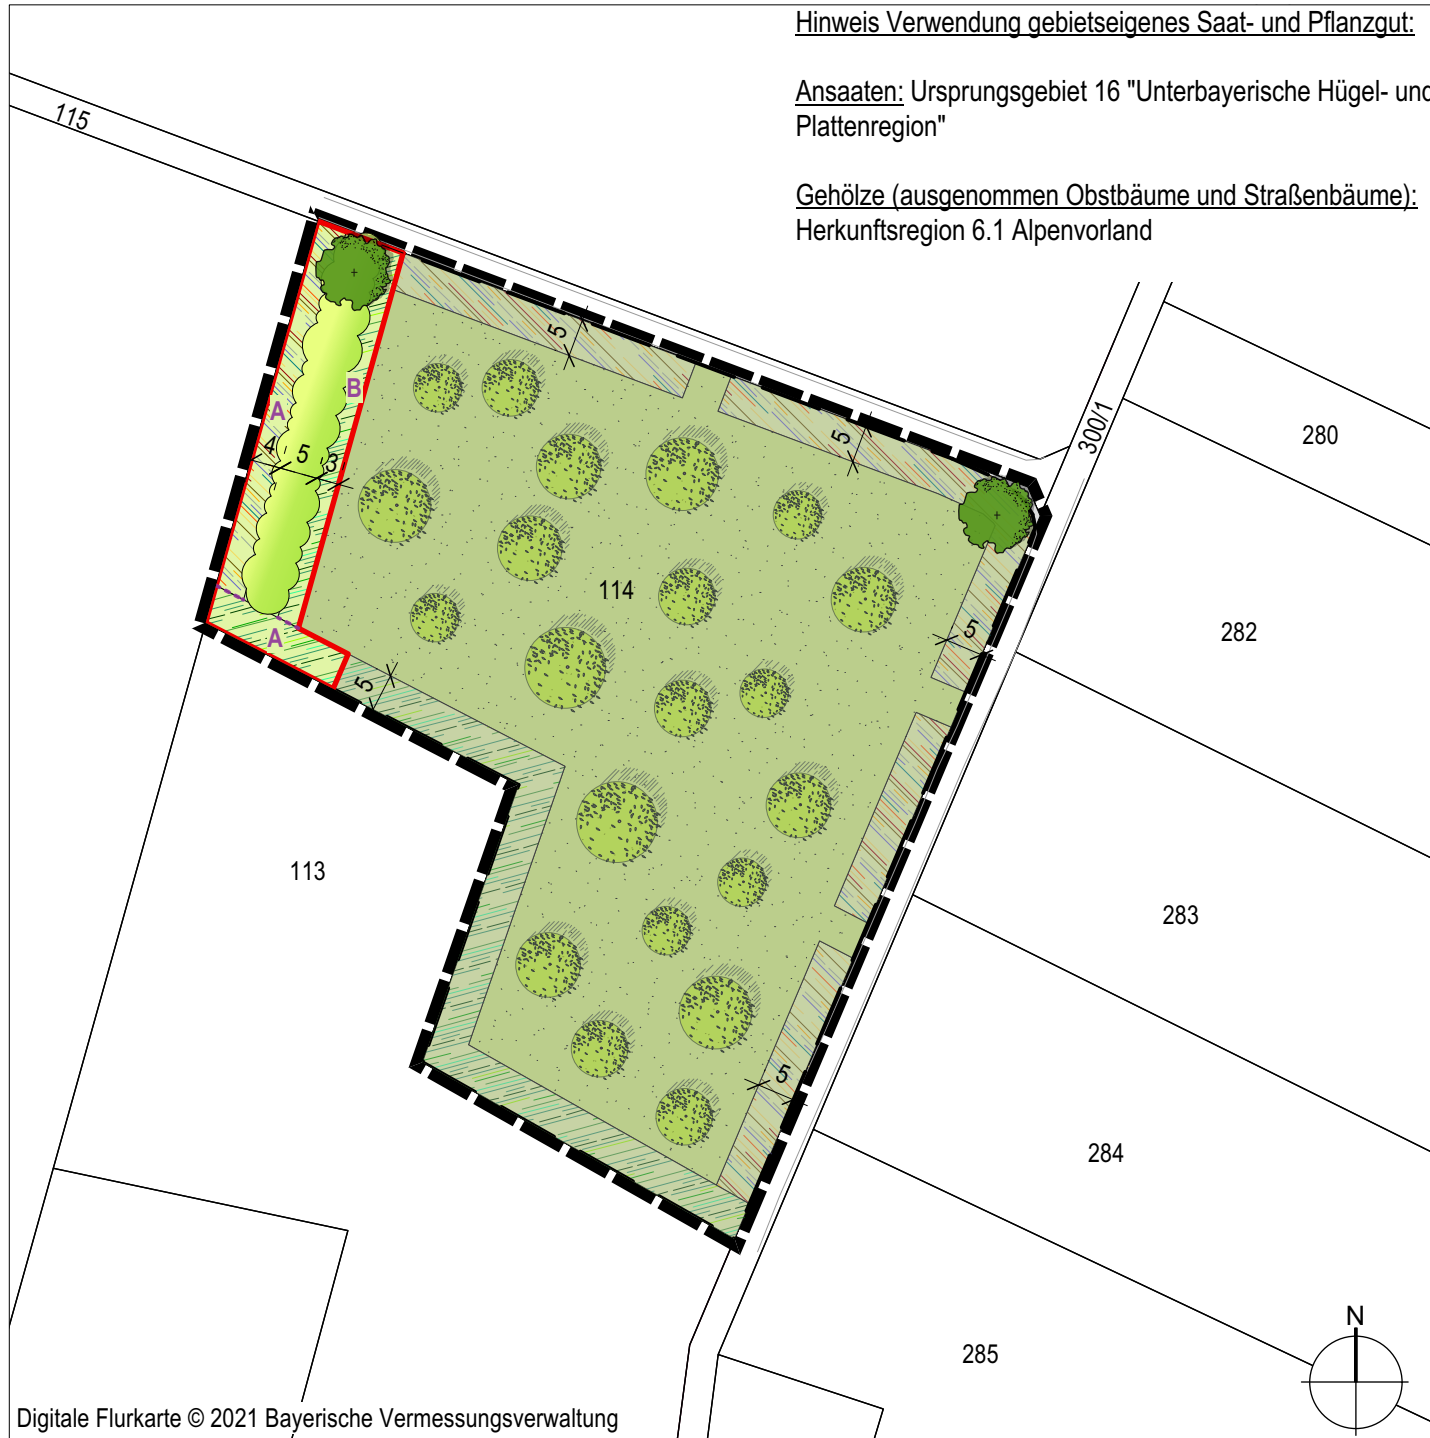 Hinweis Verwendung gebietseigenes Saat- und Pflanzgut:
Ansaaten: Ursprungsgebiet 16 "Unterbayerische Hügel- und
Plattenregion"
Gehölze (ausgenommen Obstbäume und Straßenbäume):
Herkunftsregion 6.1 Alpenvorland
115
5
5
300/1
280
B
A
4 5 3
114
282
5
A
5
113
283
5
284
285
N
Digitale Flurkarte © 2021 Bayerische Vermessungsverwaltung